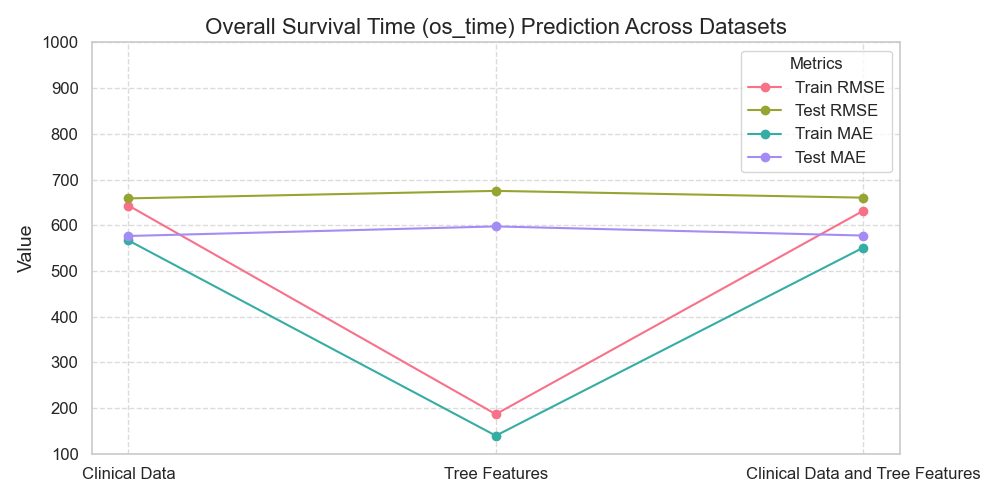 Overall Survival Time (os_time) Prediction Across Datasets
Value
1000
900
800
700
600
500
400
300
200
100
Metrics
Train RMSE
Test RMSE
Train MAE
Test MAE
Clinical Data
Tree Features
Clinical Data and Tree Features